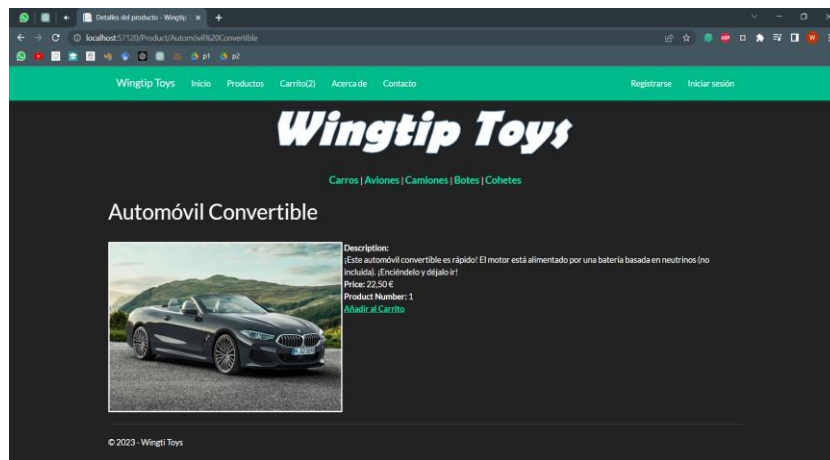 Detalles del producto - Wingtip
localhost:57120/Product/Automóvil%20Convertible
p1 p2
Wingtip Toys Inicio Productos Carrito(2) Acerca de Contacto Registrarse Iniciar sesión
Wingtip Toys
Carros | Aviones | Camiones | Botes | Cohetes
Automóvil Convertible
Description:
¡Este automóvil convertible es rápido! El motor está alimentado por una batería basada en neutrinos (no
incluida). ¡Enciéndelo y déjalo ir!
Price: 22,50 €
Product Number: 1
Añadir al Carrito
© 2023 - Wingti Toys